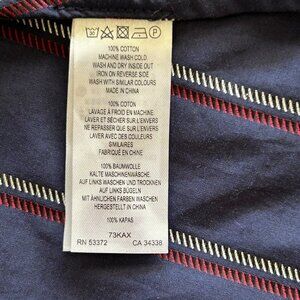 100% COTTON
MACHINE WASH COLD
WASH AND DRY INSIDE OUT
IRON ON REVERSE SIDE
WASH WITH SIMILAR COLORS
MADE IN CHINA
100% COTON
LAVAGE À FROID EN MACHINE
LAVER ET SÉCHER SUR L'ENVERS
NE REPASSER QUE SUR L'ENVERS
LAVER AVEC DES COULEURS
SIMILAIRES
FABRIQUÉ EN CHINE
100% BAUMWOLLE
KALTE MASCHINENWÄSCHE
AUF LINKS WASCHEN UND TROCKNEN
AUF LINKS BÜGELN
MIT ÄHNLICHEN FARBEN WASCHEN
HERGESTELLT IN CHINA
100% KAPAS
73KAX
RN 53372 CA 34338